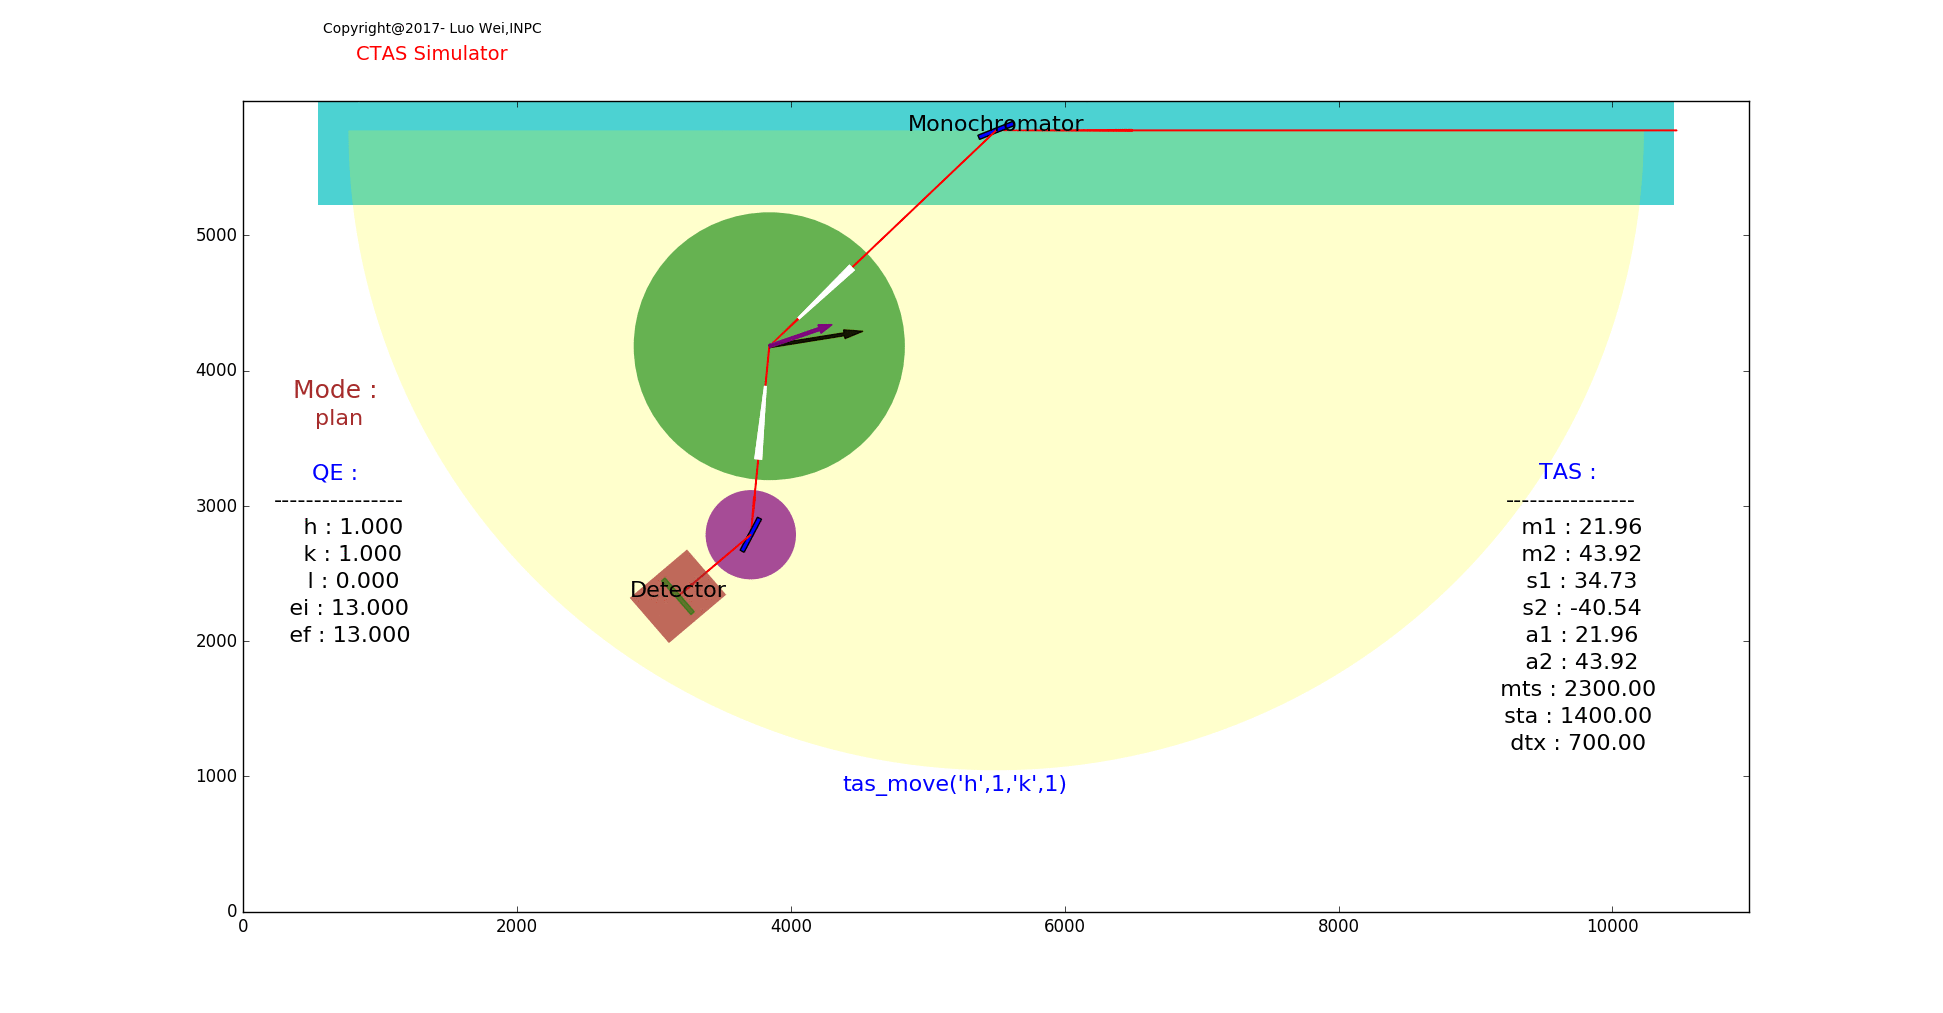 Copyright@2017- Luo Wei,INPC
CTAS Simulator
Monochromator
5000
4000
3000
2000
1000
0
Mode :
plan
QE :
----------------
h : 1.000
k : 1.000
l : 0.000
ei : 13.000
ef : 13.000
Detector
TAS :
----------------
m1 : 21.96
m2 : 43.92
s1 : 34.73
s2 : -40.54
a1 : 21.96
a2 : 43.92
mts : 2300.00
sta : 1400.00
dtx : 700.00
tas_move('h',1,'k',1)
0 2000 4000 6000 8000 10000